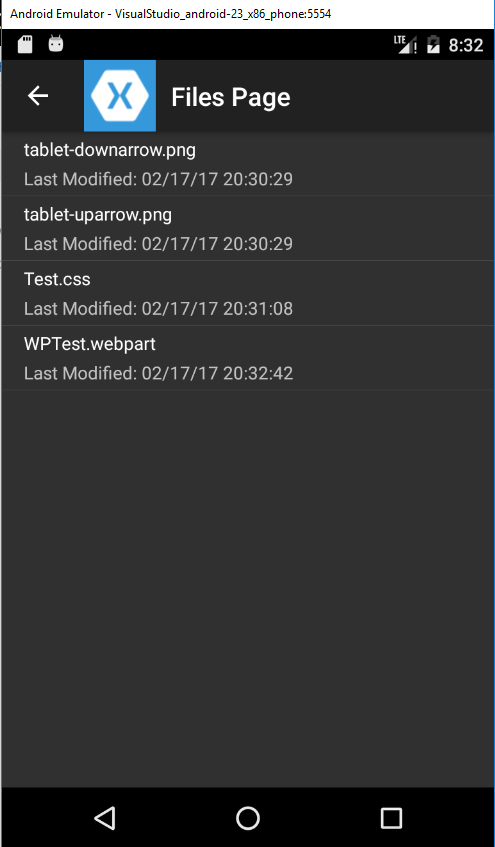 Android Emulator - VisualStudio_android-23_x86_phone:5554
LTE 8:32
X Files Page
tablet-downarrow.png
Last Modified: 02/17/17 20:30:29
tablet-uparrow.png
Last Modified: 02/17/17 20:30:29
Test.css
Last Modified: 02/17/17 20:31:08
WPTest.webpart
Last Modified: 02/17/17 20:32:42